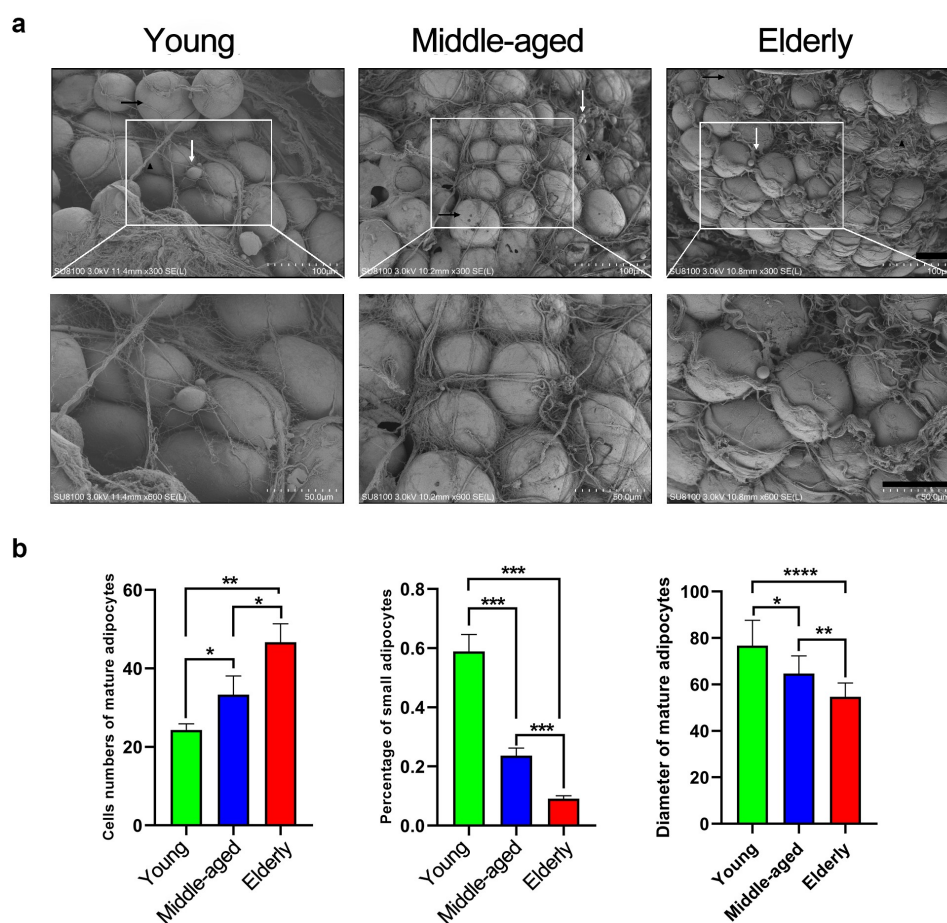 a
Young
Middle-aged
Elderly
SU8100 3.0kV 11.4mm x300 SE(L)
100μm
SU8100 3.0kV 10.2mm x300 SE(L)
100μm
SU8100 3.0kV 10.8mm x300 SE(L)
100μm
SU8100 3.0kV 11.4mm x600 SE(L)
50.0μm
SU8100 3.0kV 10.2mm x600 SE(L)
50.0μm
SU8100 3.0kV 10.8mm x600 SE(L)
50.0μm
b
Cells numbers of mature adipocytes
60
40
20
0
**
*
*
Young
Middle-aged
Elderly
Percentage of small adipocytes
0.8
0.6
0.4
0.2
0.0
***
***
***
Young
Middle-aged
Elderly
Diameter of mature adipocytes
100
80
60
40
20
0
****
*
**
Young
Middle-aged
Elderly